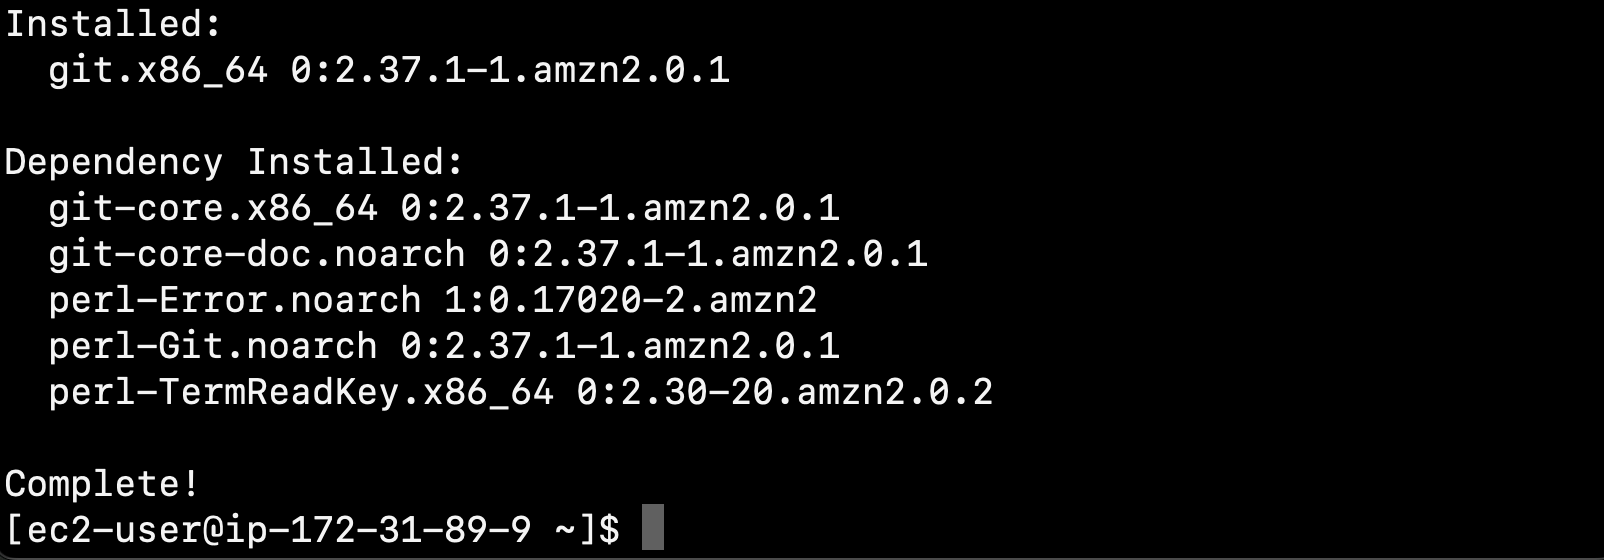 Installed:
  git.x86_64 0:2.37.1-1.amzn2.0.1

Dependency Installed:
  git-core.x86_64 0:2.37.1-1.amzn2.0.1
  git-core-doc.noarch 0:2.37.1-1.amzn2.0.1
  perl-Error.noarch 1:0.17020-2.amzn2
  perl-Git.noarch 0:2.37.1-1.amzn2.0.1
  perl-TermReadKey.x86_64 0:2.30-20.amzn2.0.2

Complete!
[ec2-user@ip-172-31-89-9 ~]$